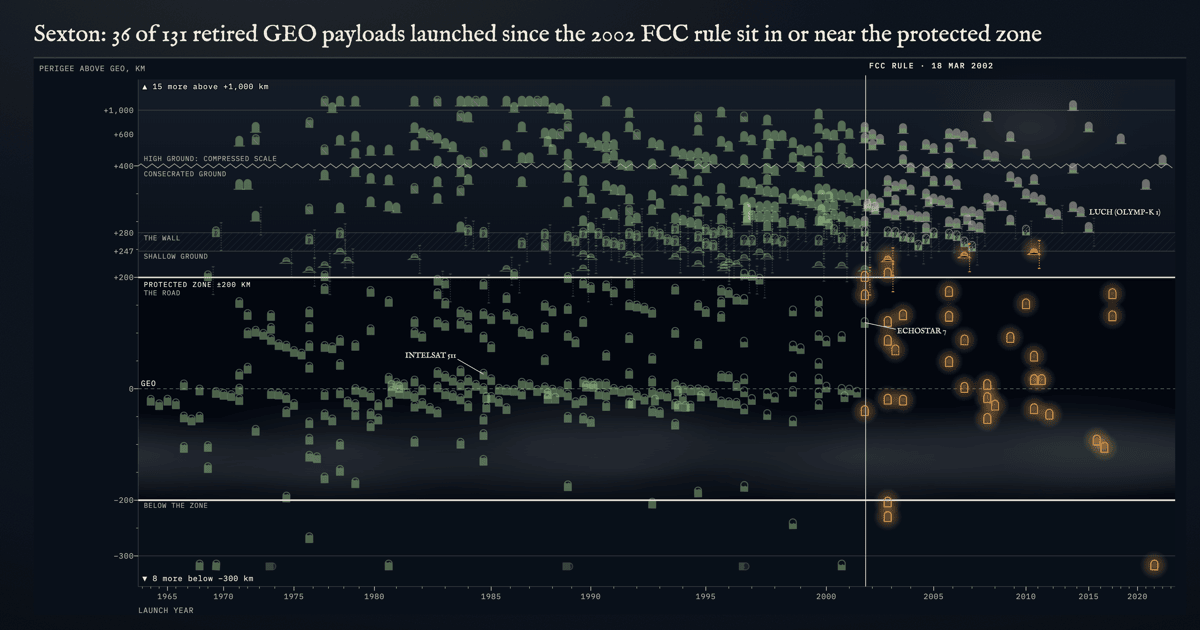 Sexton: 36 of 131 retired GEO payloads launched since the 2002 FCC rule sit in or near the protected zone
PERIGEE ABOVE GEO, KM
FCC RULE · 18 MAR 2002
▲ 15 more above +1,000 km
+1,000
+600
HIGH GROUND: COMPRESSED SCALE
+400
CONSECRATED GROUND
LUCH (OLYMP-K 1)
+280
THE WALL
+247
SHALLOW GROUND
+200
PROTECTED ZONE ±200 KM
THE ROAD
ECHOSTAR 7
INTELSAT 511
GEO
0
−200
BELOW THE ZONE
−300
▼ 8 more below −300 km
1965 1970 1975 1980 1985 1990 1995 2000 2005 2010 2015 2020
LAUNCH YEAR